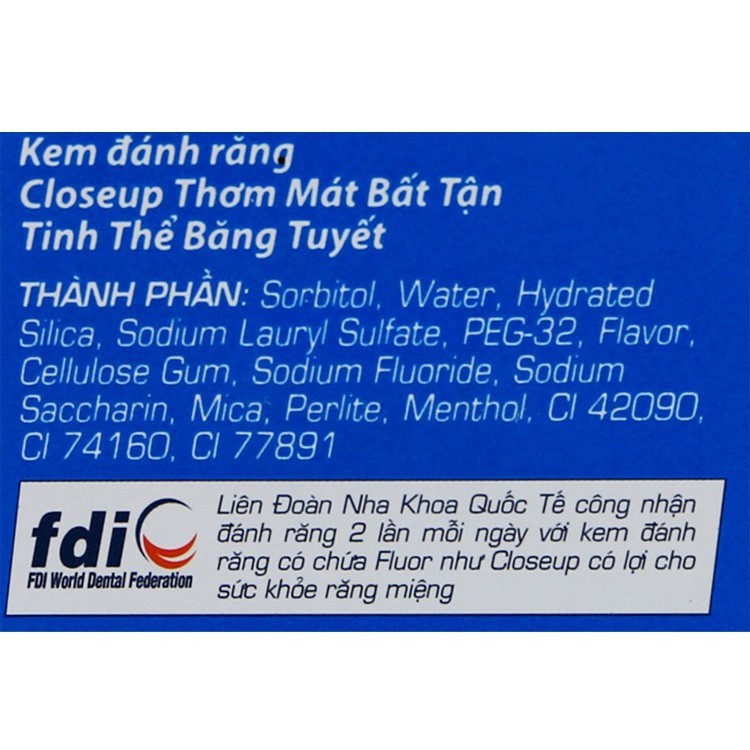 Kem đánh răng
Closeup Thơm Mát Bất Tận
Tinh Thể Băng Tuyết
THÀNH PHẦN: Sorbitol, Water, Hydrated
Silica, Sodium Lauryl Sulfate, PEG-32, Flavor,
Cellulose Gum, Sodium Fluoride, Sodium
Saccharin, Mica, Perlite, Menthol, CI 42090,
CI 74160, CI 77891
fdi
FDI World Dental Federation
Liên Đoàn Nha Khoa Quốc Tế công nhận
đánh răng 2 lần mỗi ngày với kem đánh
răng có chứa Fluor như Closeup có lợi cho
sức khỏe răng miệng